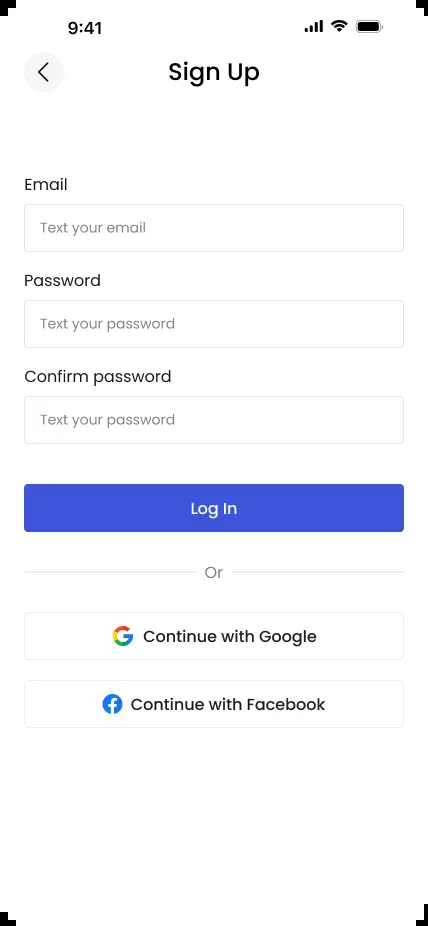 9:41
Sign Up
Email
Text your email
Password
Text your password
Confirm password
Text your password
Log In
Or
Continue with Google
Continue with Facebook